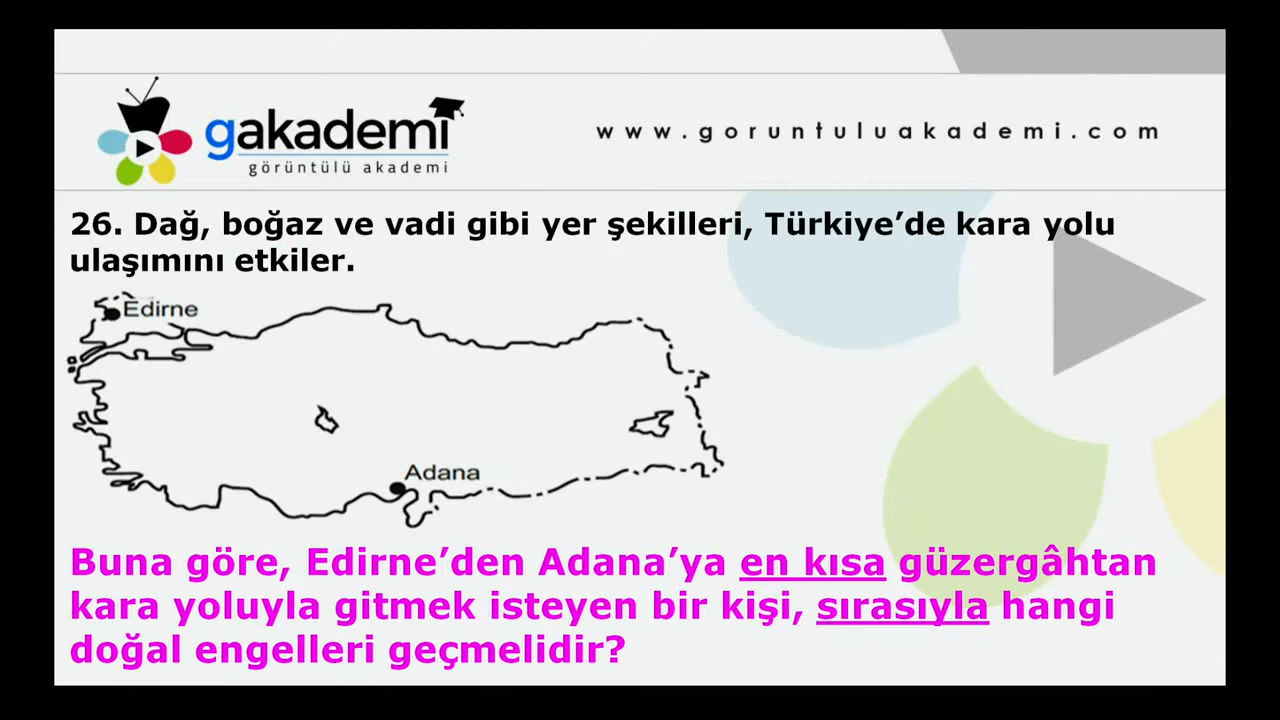 gakademi
görüntülü akademi
www.goruntuluakademi.com
26. Dağ, boğaz ve vadi gibi yer şekilleri, Türkiye’de kara yolu
ulaşımını etkiler.
Edirne
Adana
Buna göre, Edirne’den Adana’ya en kısa güzergâhtan
kara yoluyla gitmek isteyen bir kişi, sırasıyla hangi
doğal engelleri geçmelidir?